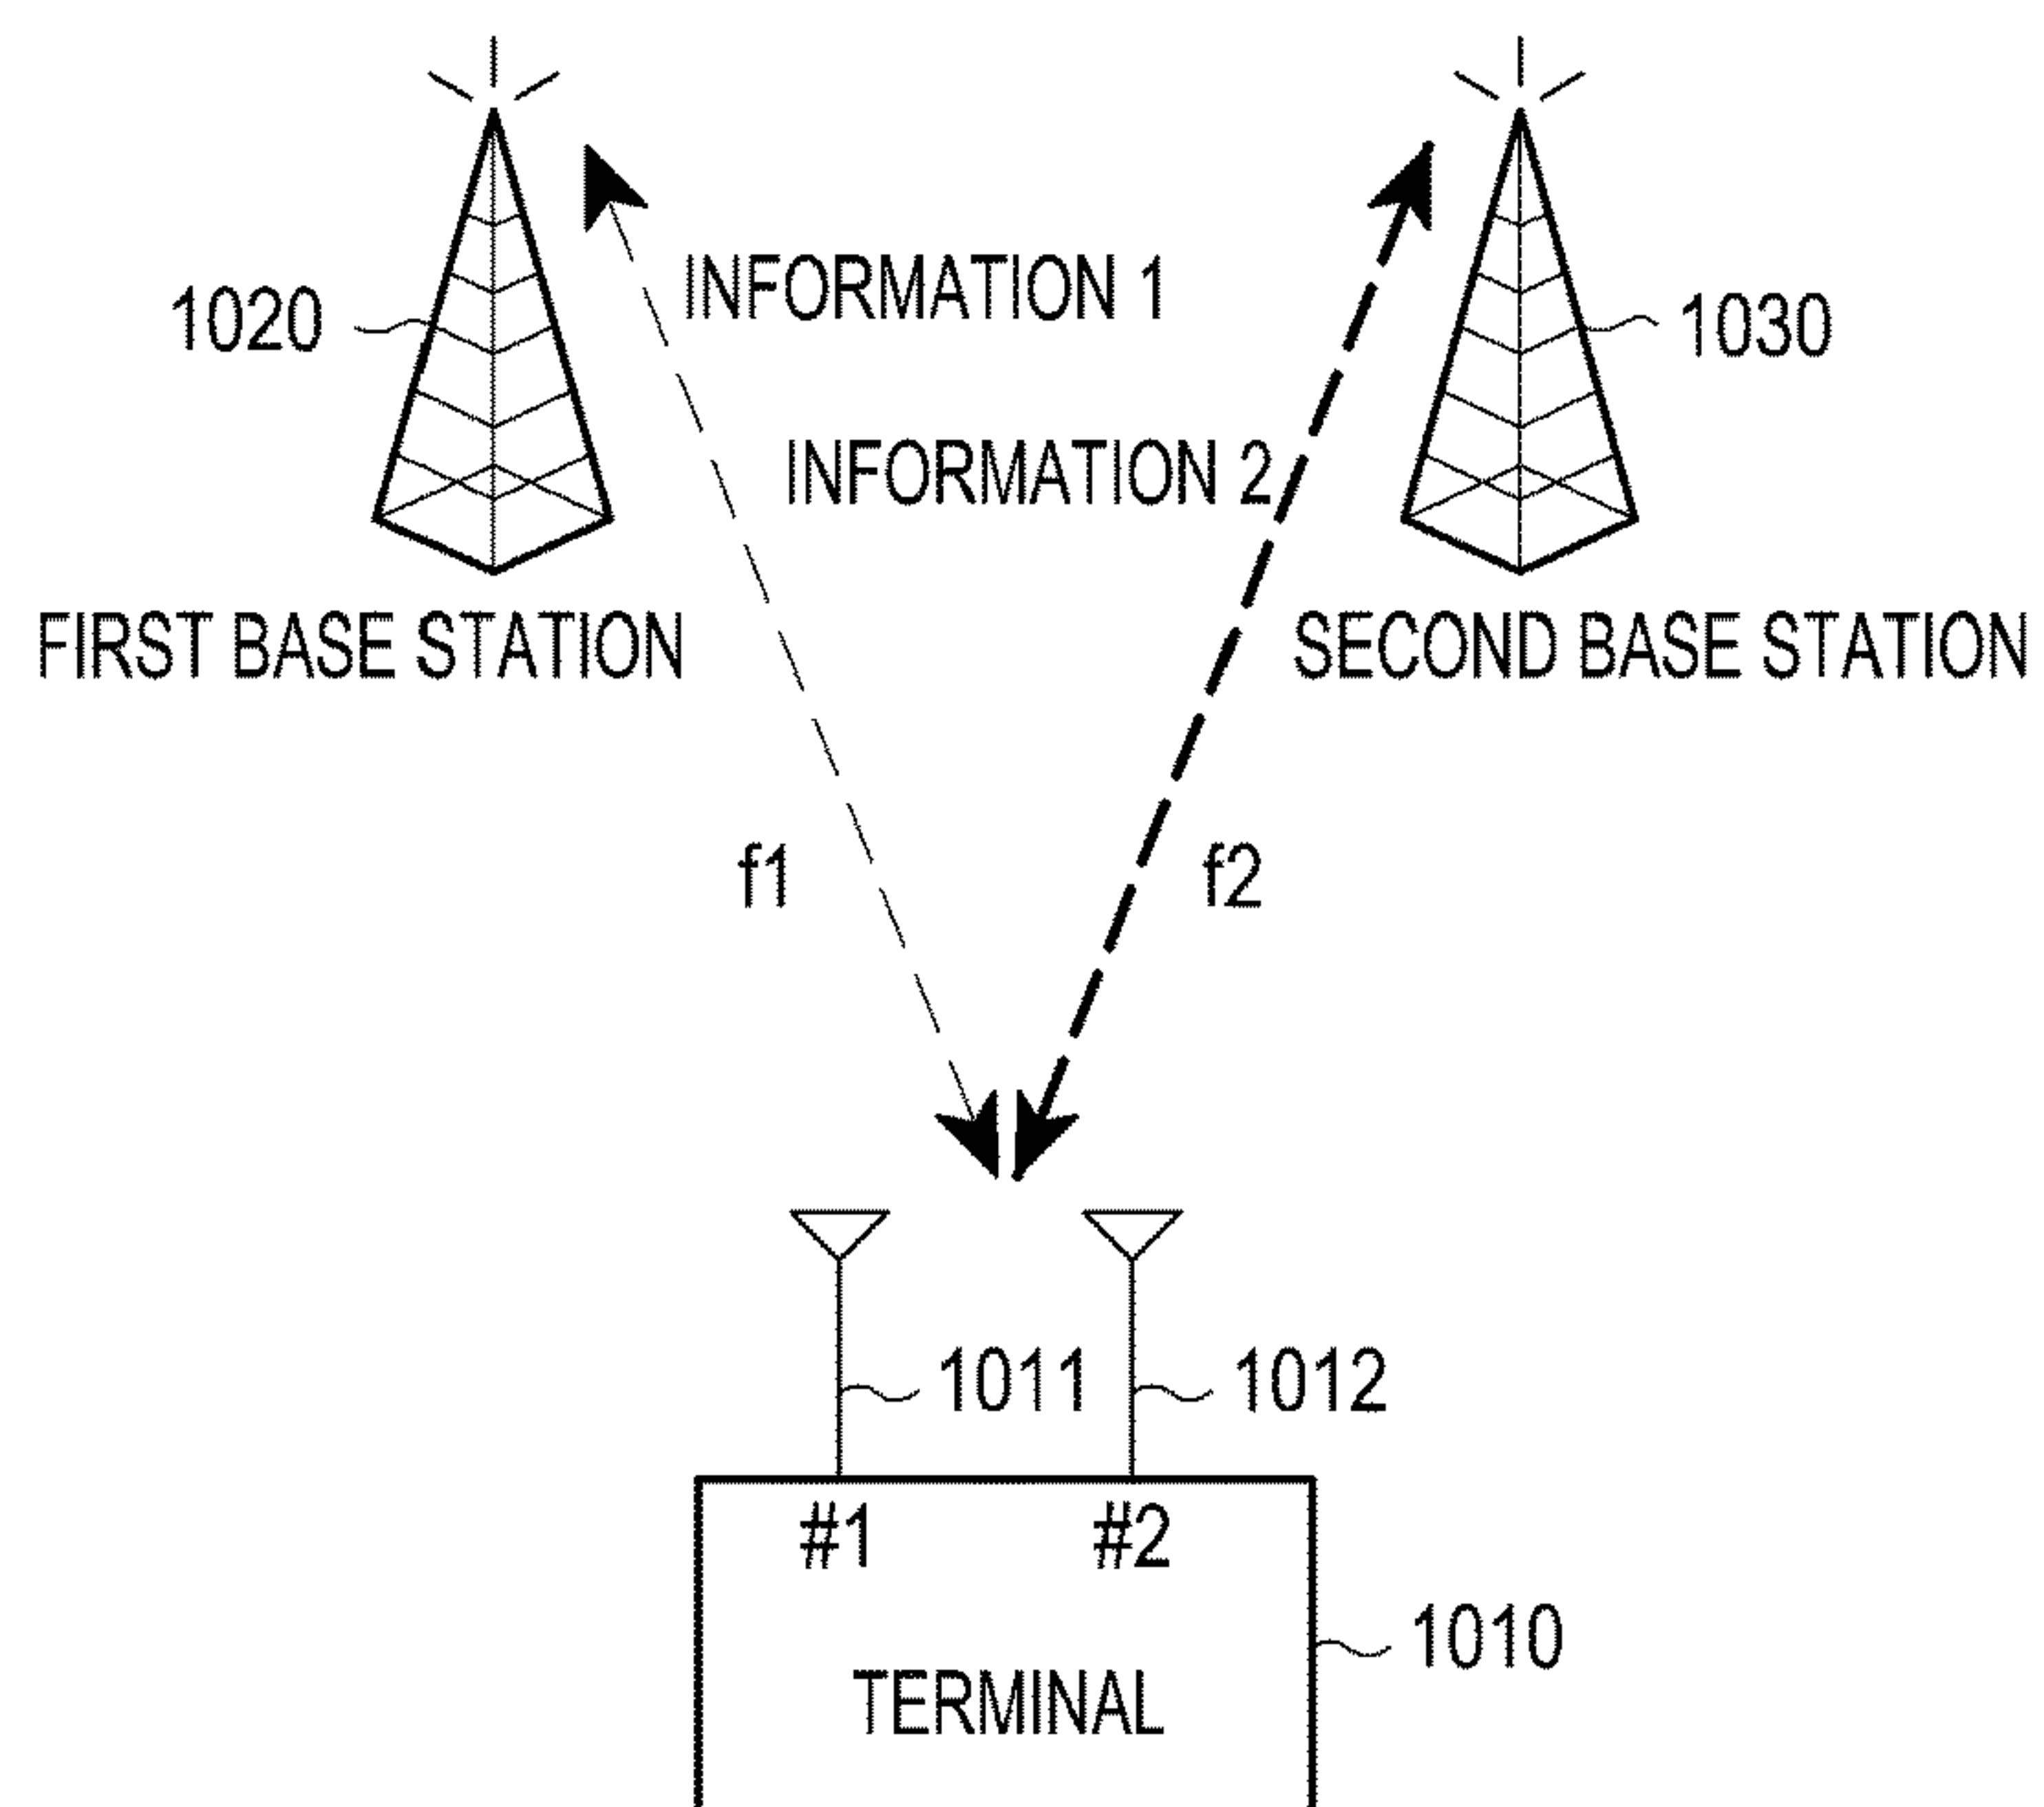 INFORMATION 1
1020
1030
INFORMATION 2
FIRST BASE STATION
SECOND BASE STATION
f1
f2
1011
1012
#1
#2
1010
TERMINAL